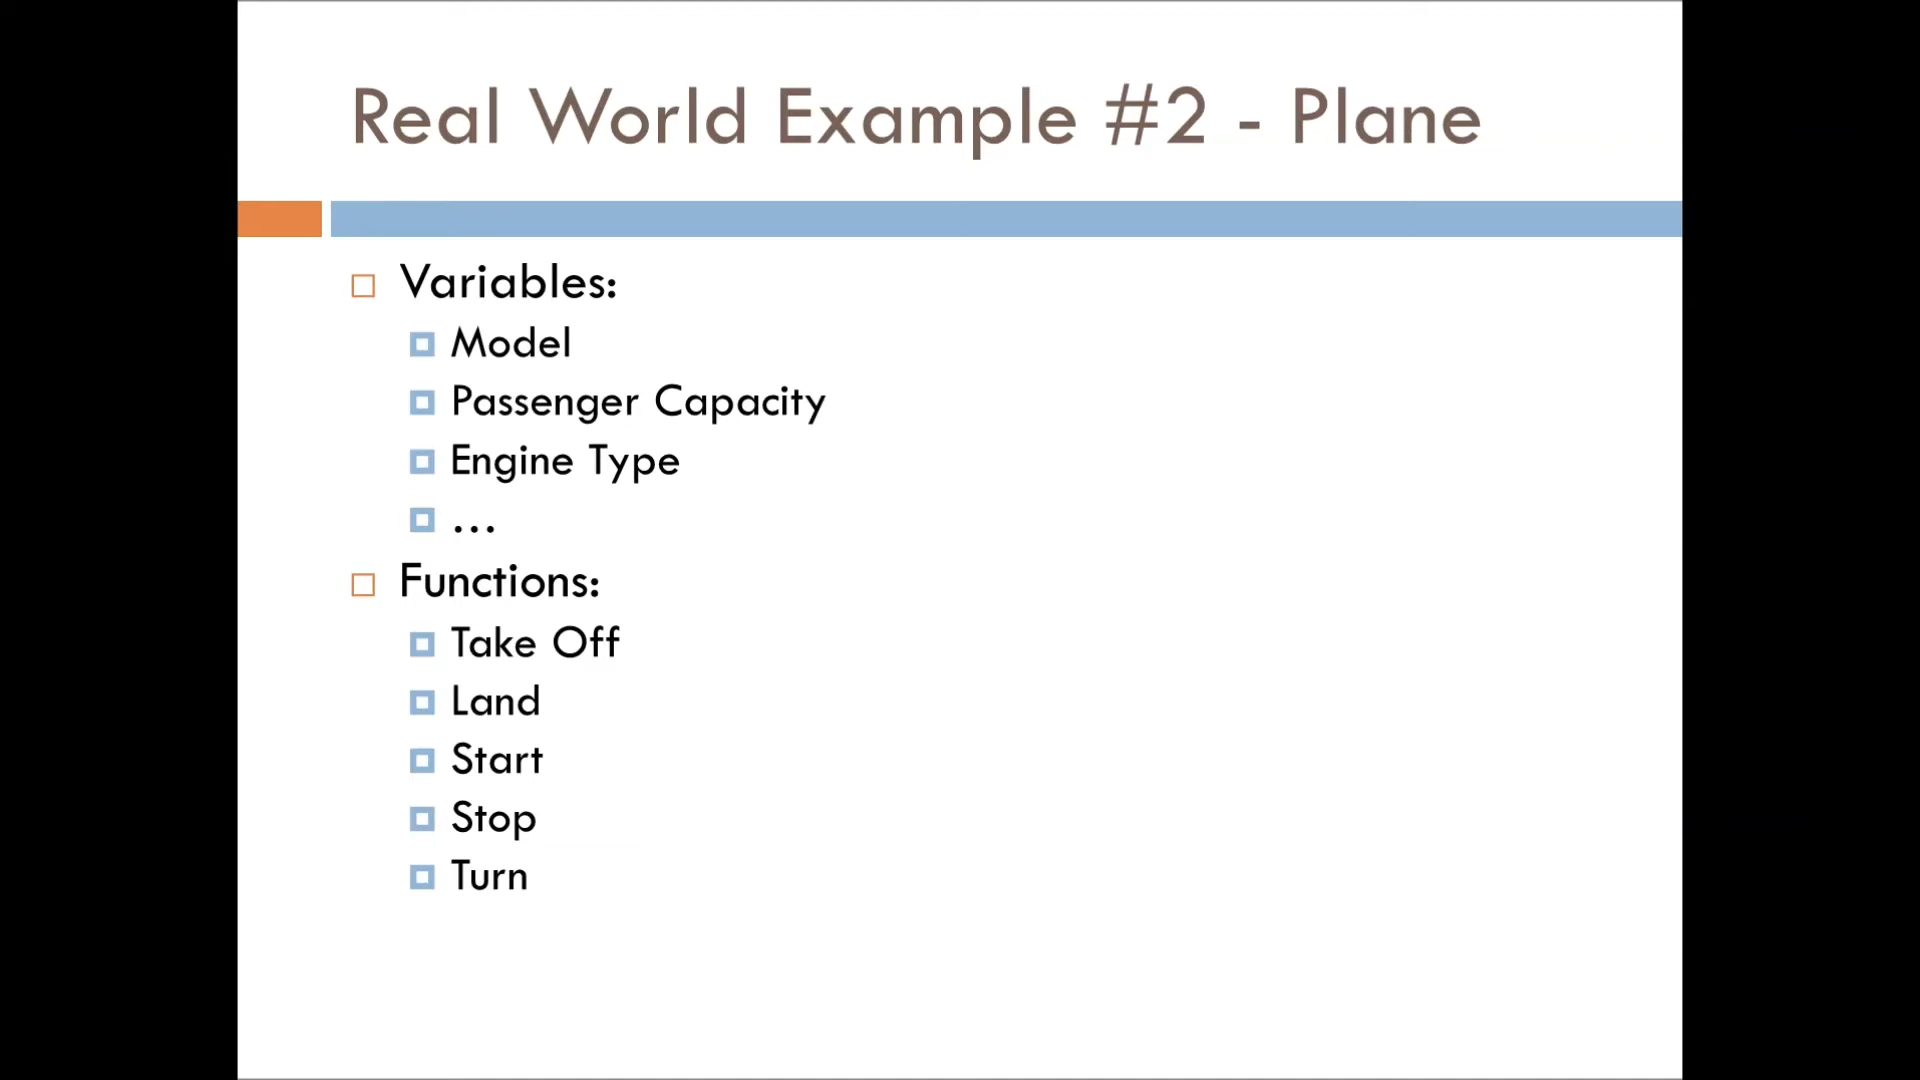 Real World Example #2 - Plane
Variables:
Model
Passenger Capacity
Engine Type
...
Functions:
Take Off
Land
Start
Stop
Turn